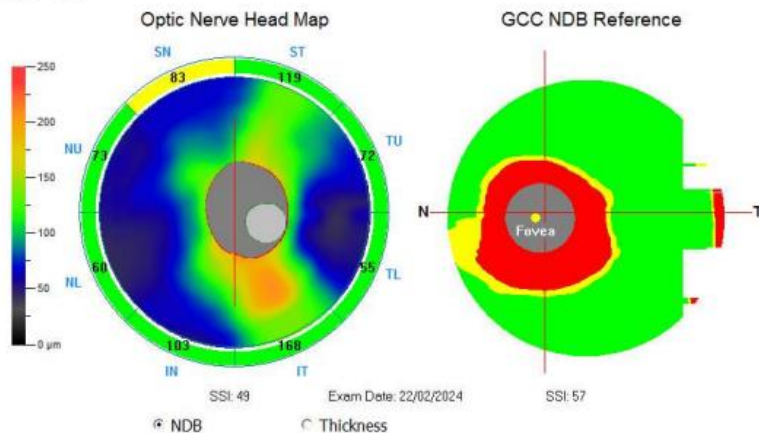 Optic Nerve Head Map
GCC NDB Reference
250
200
150
100
50
0 µm
SN
ST
83
119
NU
TU
73
72
NL
TL
60
55
103
168
IN
IT
N
T
Fovea
SSI: 49
Exam Date: 22/02/2024
SSI: 57
NDB
Thickness